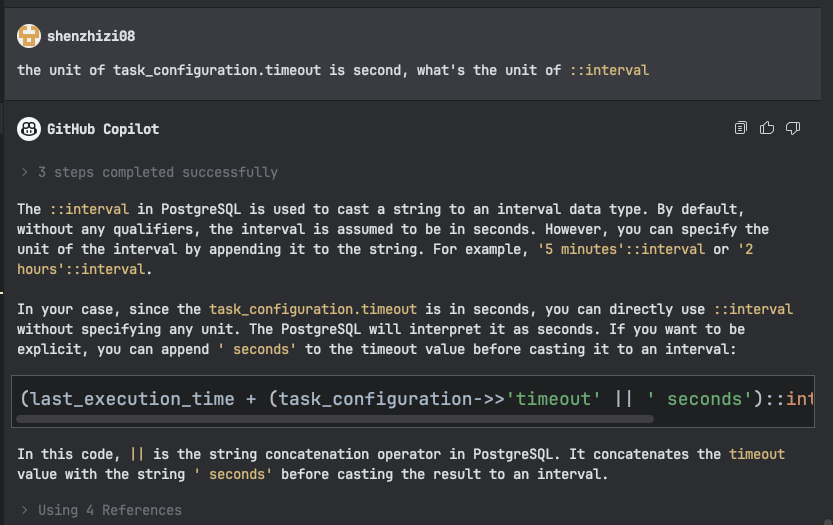 shenzhizi08
the unit of task_configuration.timeout is second, what's the unit of ::interval
GitHub Copilot
> 3 steps completed successfully
The ::interval in PostgreSQL is used to cast a string to an interval data type. By default,
without any qualifiers, the interval is assumed to be in seconds. However, you can specify the
unit of the interval by appending it to the string. For example, '5 minutes'::interval or '2
hours'::interval.
In your case, since the task_configuration.timeout is in seconds, you can directly use ::interval
without specifying any unit. The PostgreSQL will interpret it as seconds. If you want to be
explicit, you can append ' seconds' to the timeout value before casting it to an interval:
(last_execution_time + (task_configuration->>'timeout' || ' seconds')::int
In this code, || is the string concatenation operator in PostgreSQL. It concatenates the timeout
value with the string ' seconds' before casting the result to an interval.
> Using 4 References